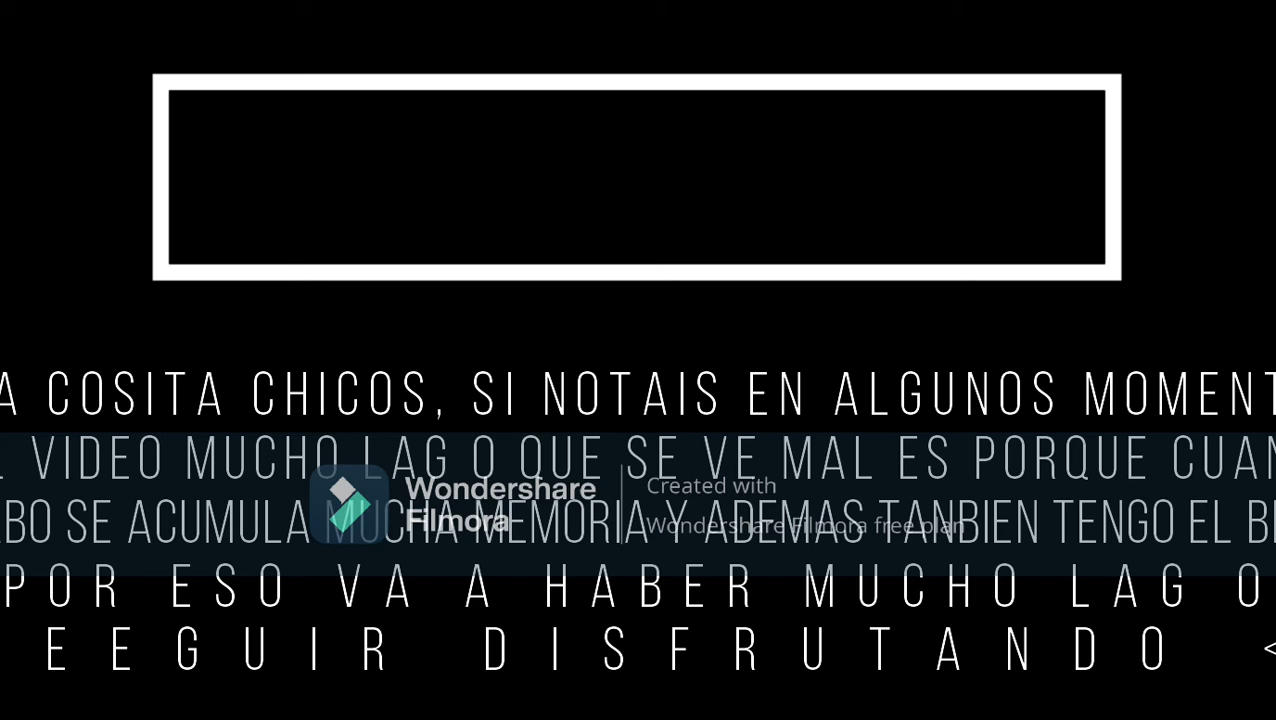 A COSITA CHICOS, SI NOTAIS EN ALGUNOS MOMENT
L VIDEO MUCHO LAG O QUE SE VE MAL ES PORQUE CUAN
ABO SE ACUMULA MUCHA MEMORIA Y ADEMAS TANBIEN TENGO EL B
POR ESO VA A HABER MUCHO LAG O
EEGUIR DISFRUTANDO <
Wondershare
Filmora
Created with
Wondershare Filmora free plan